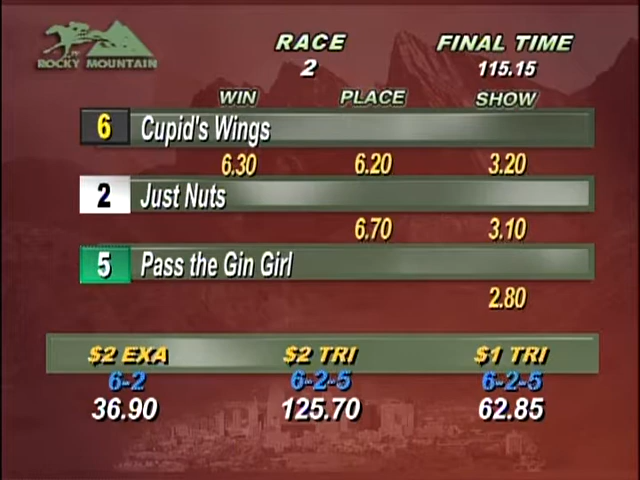 ROCKY MOUNTAIN
RACE
2
FINAL TIME
115.15
WIN PLACE SHOW
6 Cupid's Wings
6.30 6.20 3.20
2 Just Nuts
6.70 3.10
5 Pass the Gin Girl
2.80
$2 EXA $2 TRI $1 TRI
6-2 6-2-5 6-2-5
36.90 125.70 62.85